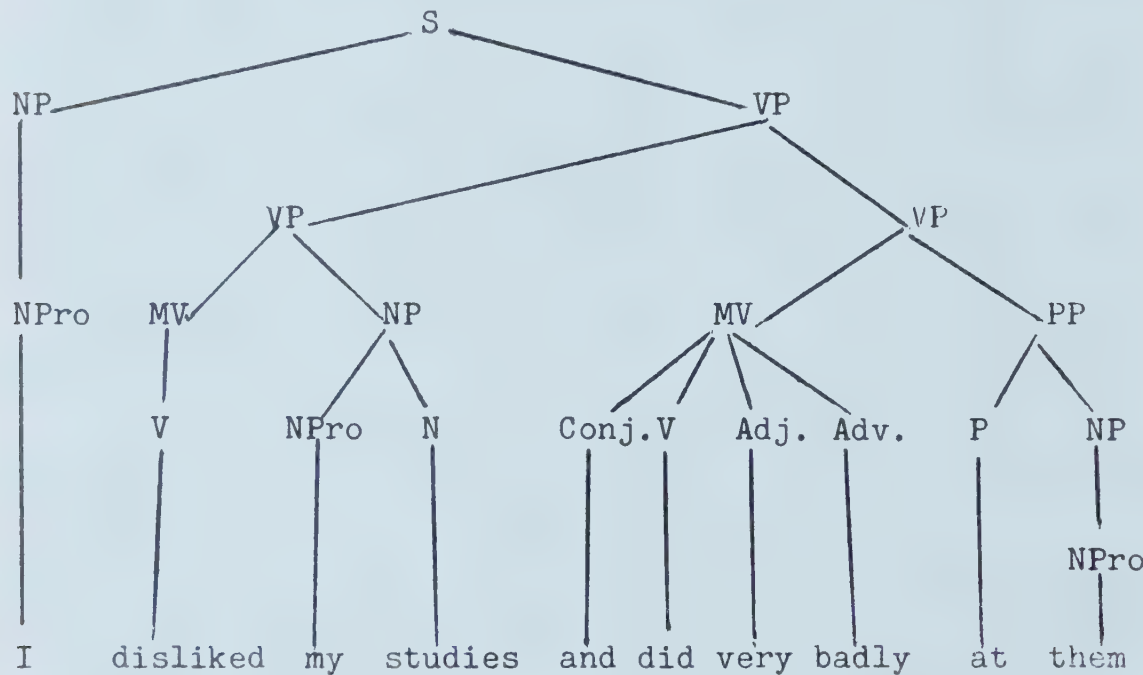 S
NP VP
VP VP
NPro MV NP MV PP
V NPro N Conj. V Adj. Adv. P NP
NPro
I disliked my studies and did very badly at them